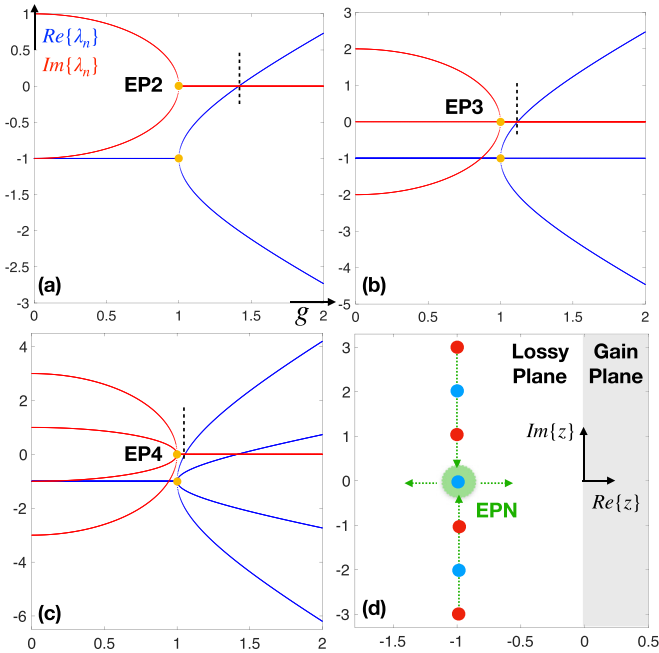 1
0.5
0
-0.5
-1
-1.5
-2
-2.5
-3
Re{λn}
Im{λn}
EP2
(a)
0 0.5 1 1.5 2
g
3
2
1
0
-1
-2
-3
-4
-5
EP3
(b)
0 0.5 1 1.5 2
4
2
0
-2
-4
-6
EP4
(c)
0 0.5 1 1.5 2
3
2
1
0
-1
-2
-3
Lossy Gain
Plane Plane
Im{z}
Re{z}
EPN
(d)
-1.5 -1 -0.5 0 0.5